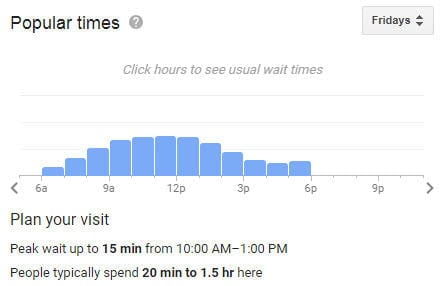 Popular times ?
Fridays
Click hours to see usual wait times
6a 9a 12p 3p 6p 9p
Plan your visit
Peak wait up to 15 min from 10:00 AM–1:00 PM
People typically spend 20 min to 1.5 hr here